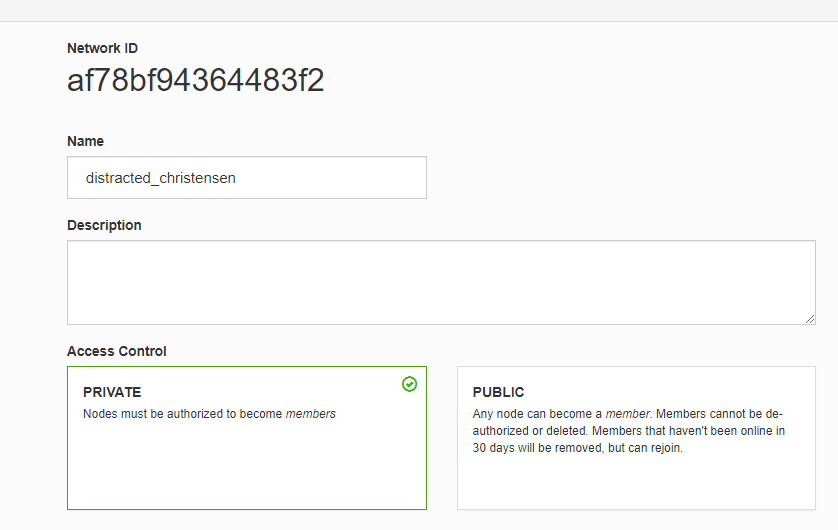 Network ID
af78bf94364483f2
Name
distracted_christensen
Description
Access Control
PRIVATE
Nodes must be authorized to become members
PUBLIC
Any node can become a member. Members cannot be de-
authorized or deleted. Members that haven't been online in
30 days will be removed, but can rejoin.